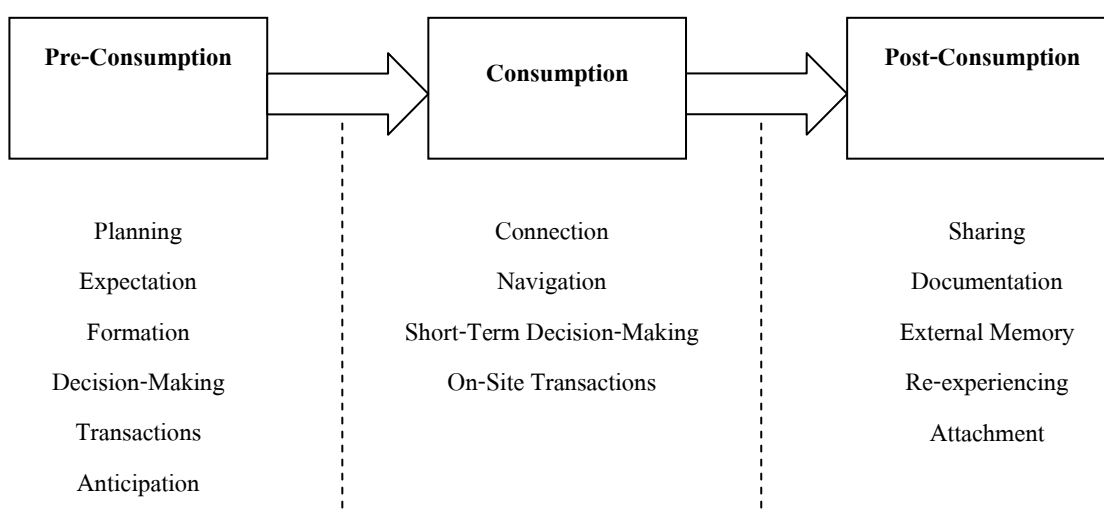 Pre-Consumption
Planning
Expectation
Formation
Decision-Making
Transactions
Anticipation
Consumption
Connection
Navigation
Short-Term Decision-Making
On-Site Transactions
Post-Consumption
Sharing
Documentation
External Memory
Re-experiencing
Attachment